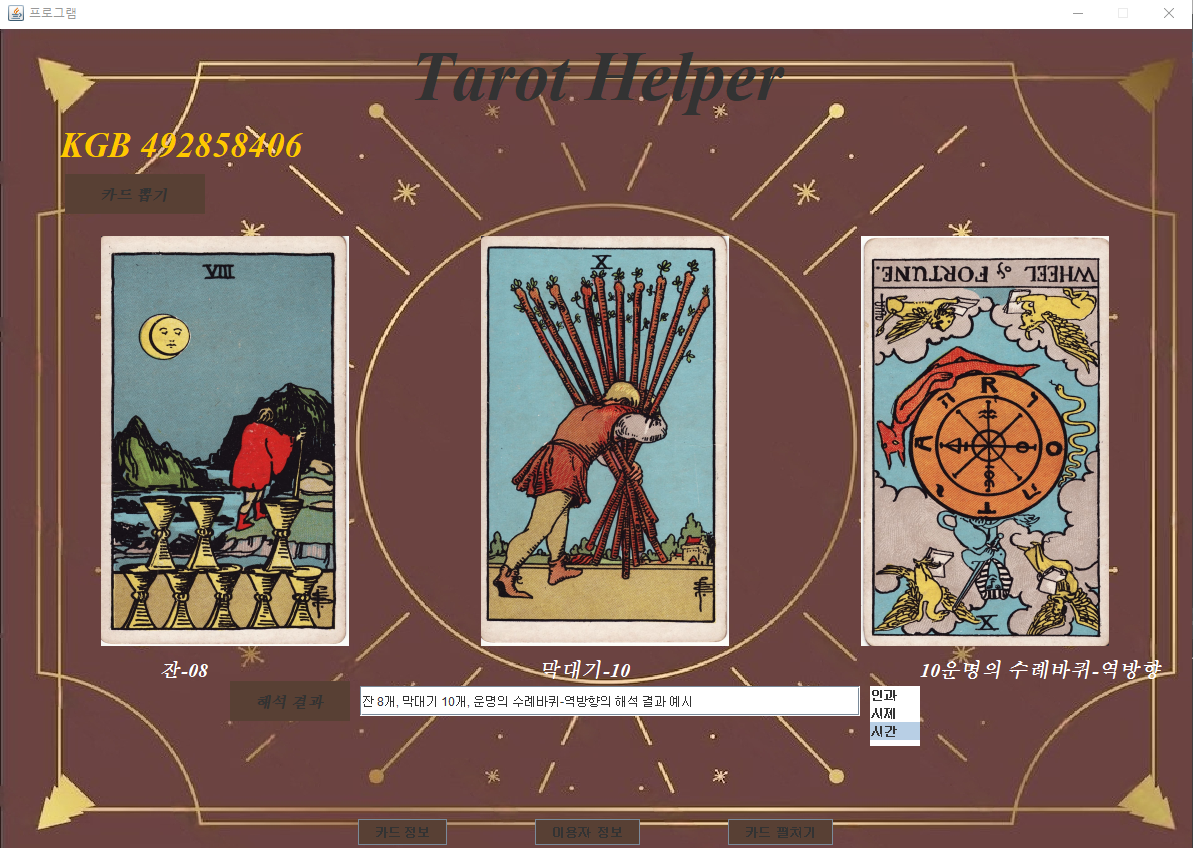 프로그램
Tarot Helper
KGB 492858406
카드 뽑기
VIII
X
WHEEL of FORTUNE.
X
잔-08
막대기-10
10운명의 수레바퀴-역방향
해석 결과
잔 8개, 막대기 10개, 운명의 수레바퀴-역방향의 해석 결과 예시
인과
시제
시간
카드 정보
이용자 정보
카드 펼치기